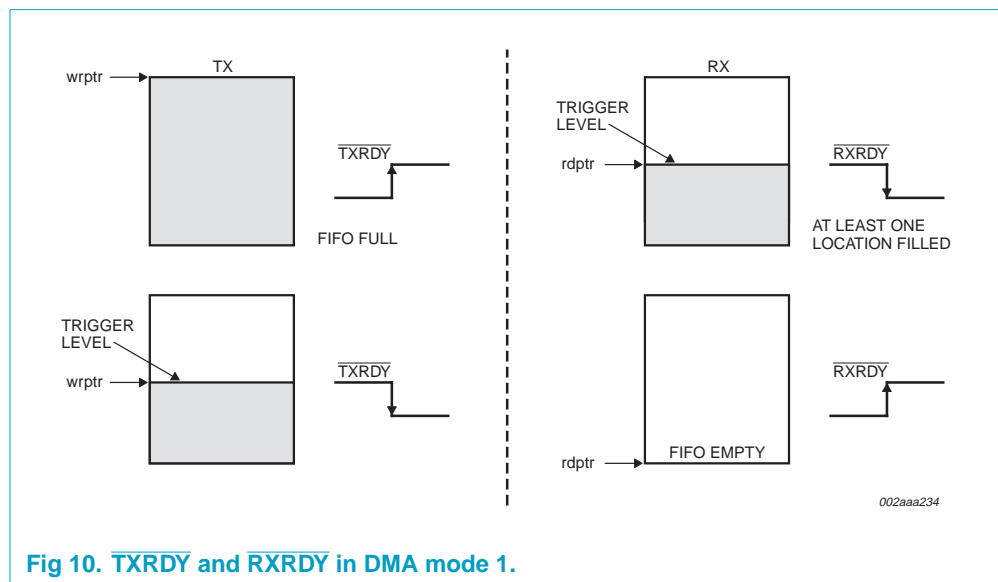 TX
wrptr
TXRDY
FIFO FULL
TRIGGER
LEVEL
wrptr
TXRDY
RX
TRIGGER
LEVEL
rdptr
RXRDY
AT LEAST ONE
LOCATION FILLED
RXRDY
FIFO EMPTY
rdptr
002aaa234
Fig 10. TXRDY and RXRDY in DMA mode 1.